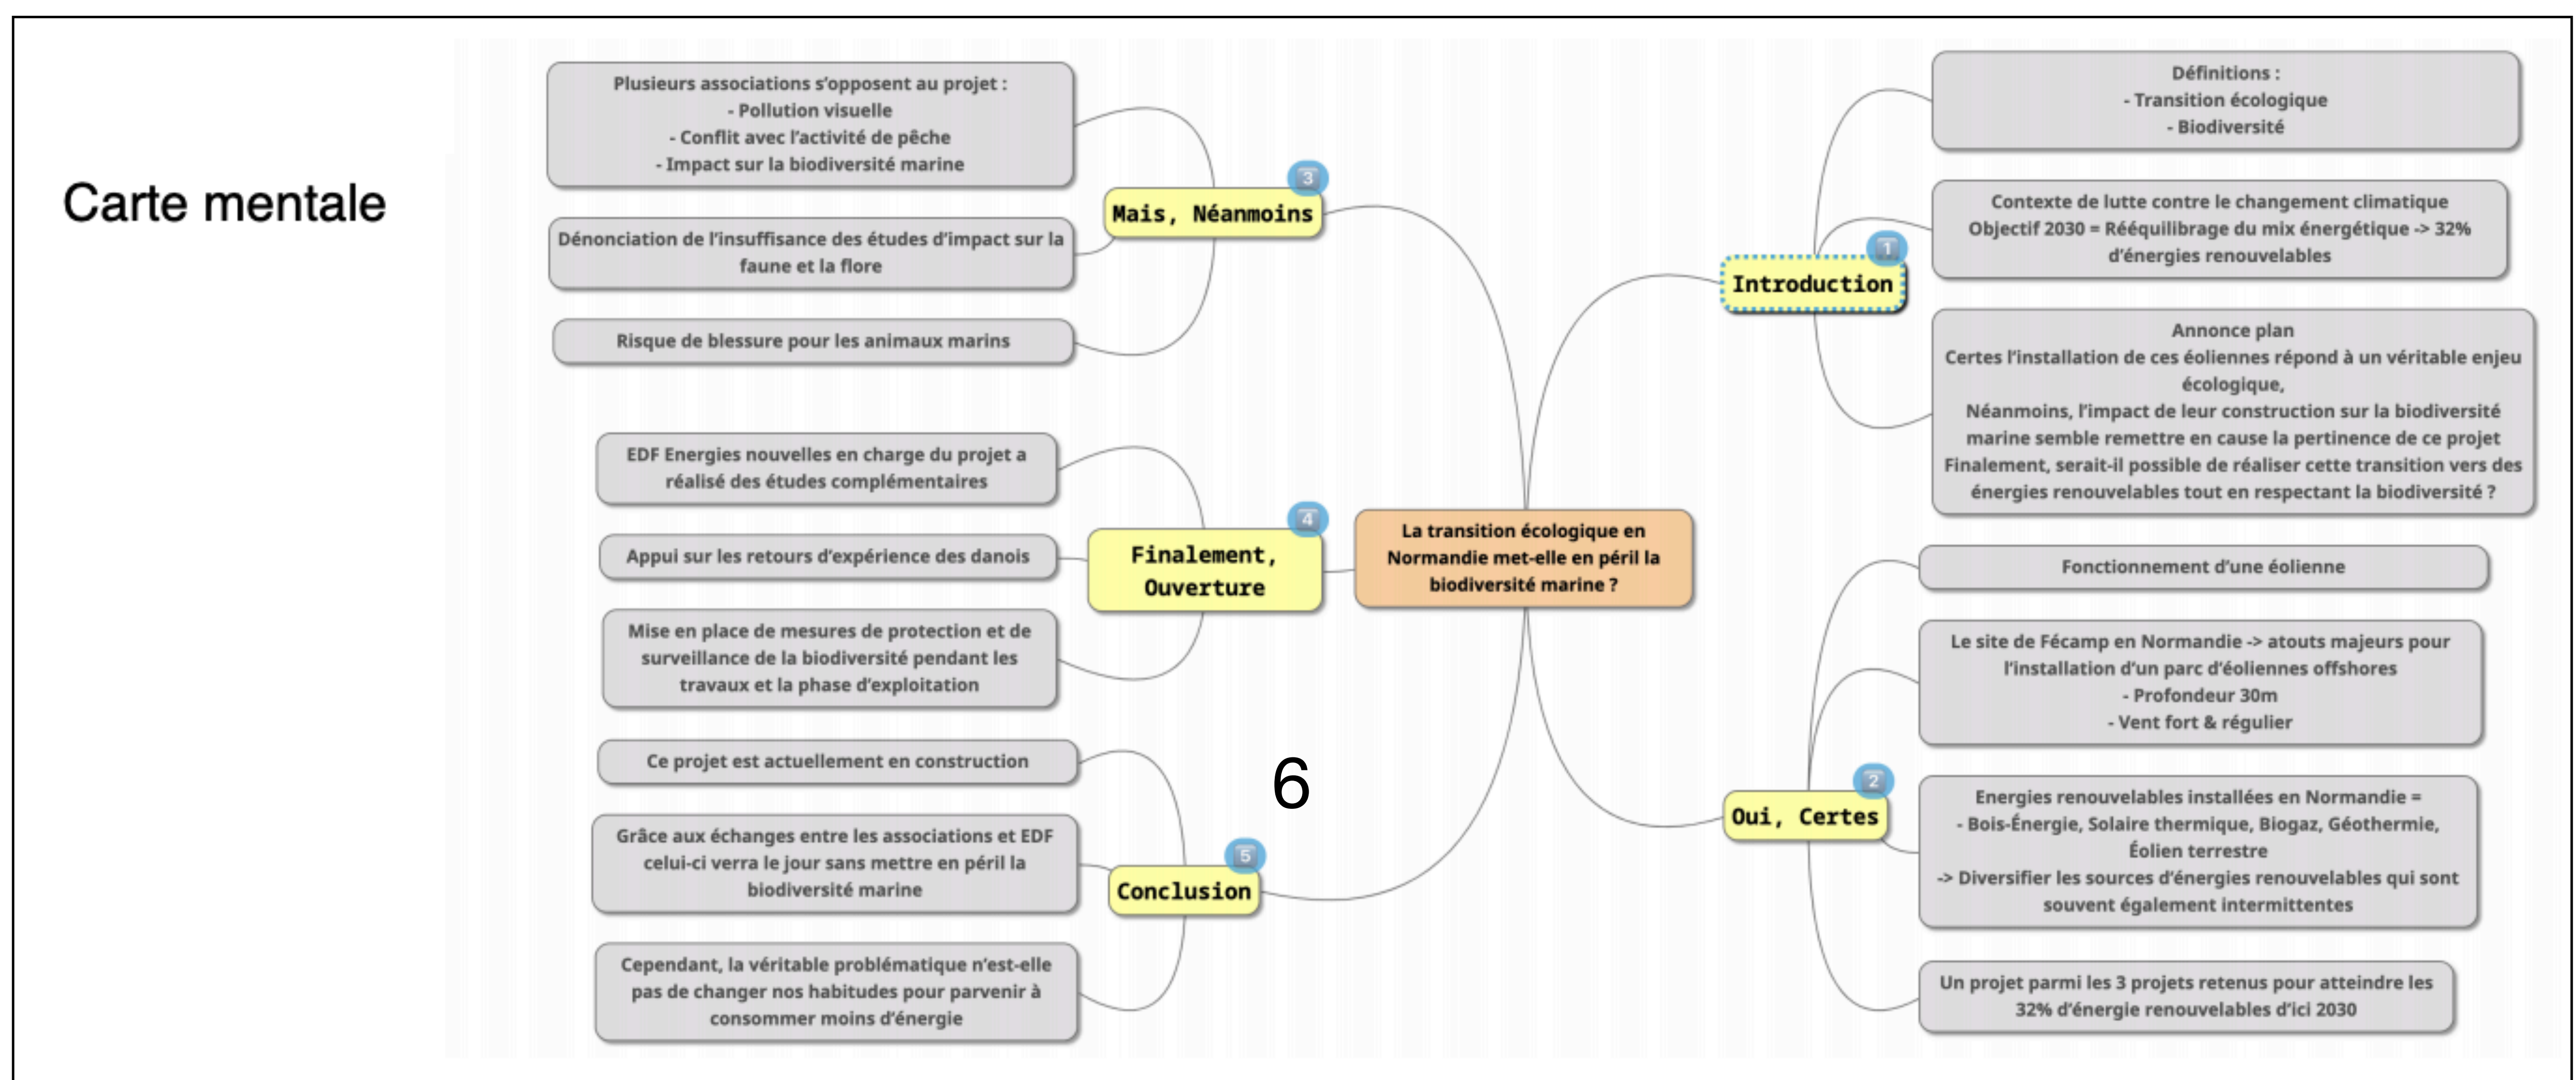 Carte mentale
La transition écologique en
Normandie met-elle en péril la
biodiversité marine ?
1
Introduction
Définitions :
- Transition écologique
- Biodiversité
Contexte de lutte contre le changement climatique
Objectif 2030 = Rééquilibrage du mix énergétique -> 32%
d’énergies renouvelables
Annonce plan
Certes l’installation de ces éoliennes répond à un véritable enjeu
écologique,
Néanmoins, l’impact de leur construction sur la biodiversité
marine semble remettre en cause la pertinence de ce projet
Finalement, serait-il possible de réaliser cette transition vers des
énergies renouvelables tout en respectant la biodiversité ?
2
Oui, Certes
Fonctionnement d’une éolienne
Le site de Fécamp en Normandie -> atouts majeurs pour
l’installation d’un parc d’éoliennes offshores
- Profondeur 30m
- Vent fort & régulier
Energies renouvelables installées en Normandie =
- Bois-Énergie, Solaire thermique, Biogaz, Géothermie,
Éolien terrestre
-> Diversifier les sources d’énergies renouvelables qui sont
souvent également intermittentes
Un projet parmi les 3 projets retenus pour atteindre les
32% d’énergie renouvelables d’ici 2030
3
Mais, Néanmoins
Plusieurs associations s’opposent au projet :
- Pollution visuelle
- Conflit avec l’activité de pêche
- Impact sur la biodiversité marine
Dénonciation de l’insuffisance des études d’impact sur la
faune et la flore
Risque de blessure pour les animaux marins
4
Finalement,
Ouverture
EDF Energies nouvelles en charge du projet a
réalisé des études complémentaires
Appui sur les retours d’expérience des danois
Mise en place de mesures de protection et de
surveillance de la biodiversité pendant les
travaux et la phase d’exploitation
6
5
Conclusion
Ce projet est actuellement en construction
Grâce aux échanges entre les associations et EDF
celui-ci verra le jour sans mettre en péril la
biodiversité marine
Cependant, la véritable problématique n’est-elle
pas de changer nos habitudes pour parvenir à
consommer moins d’énergie